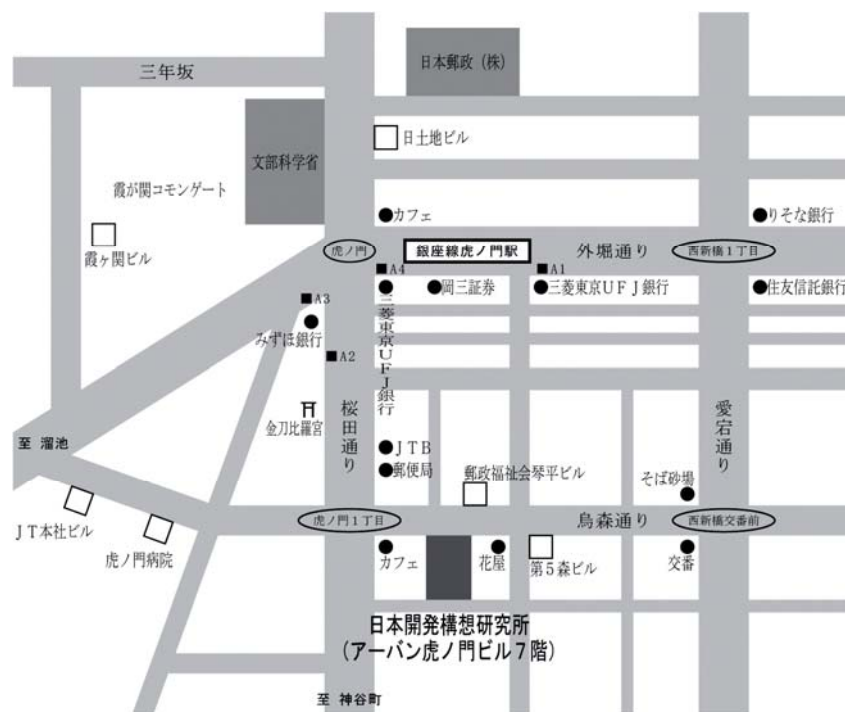 日本郵政（株）
三年坂
日土地ビル
文部科学省
霞が関コモンゲート
カフェ
りそな銀行
虎ノ門
銀座線虎ノ門駅
外堀通り
西新橋１丁目
霞ヶ関ビル
A4
A1
岡三証券
三菱東京ＵＦＪ銀行
住友信託銀行
A3
三菱東京ＵＦＪ銀行
みずほ銀行
A2
金刀比羅宮
桜田通り
愛宕通り
至 溜池
ＪＴＢ
郵便局
郵政福祉会琴平ビル
そば砂場
ＪＴ本社ビル
虎ノ門１丁目
烏森通り
西新橋交番前
虎ノ門病院
カフェ
花屋
第５森ビル
交番
日本開発構想研究所
（アーバン虎ノ門ビル７階）
至 神谷町